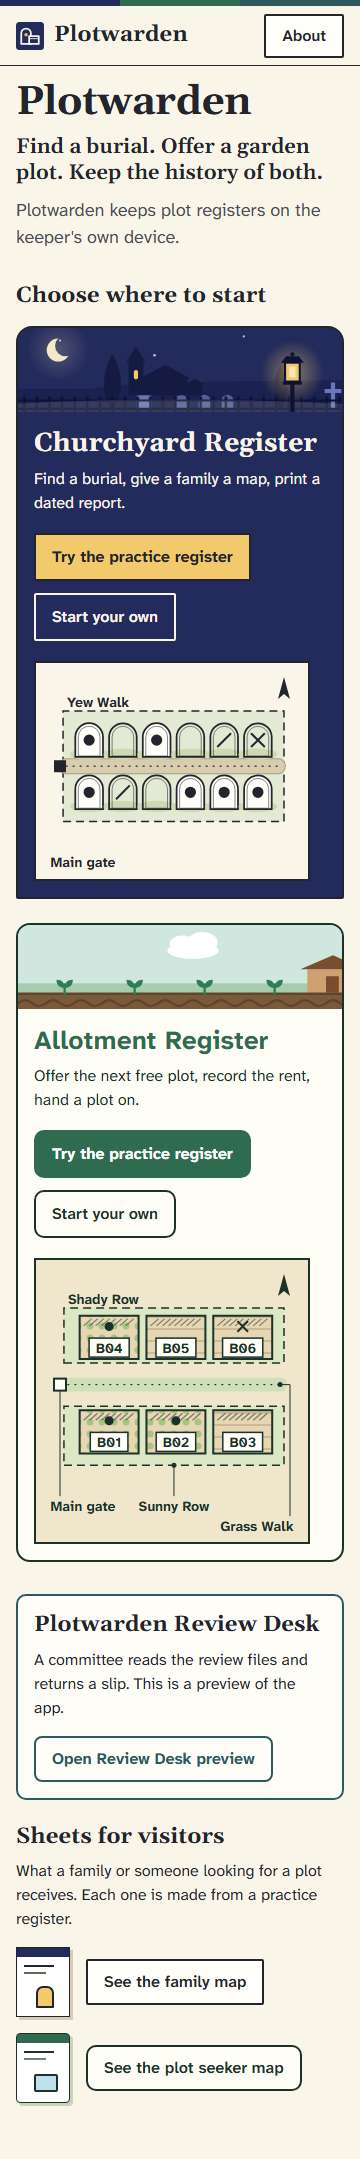 Plotwarden
About
Plotwarden
Find a burial. Offer a garden
plot. Keep the history of both.
Plotwarden keeps plot registers on the
keeper's own device.
Choose where to start
Churchyard Register
Find a burial, give a family a map, print a
dated report.
Try the practice register
Start your own
Yew Walk
Main gate
Allotment Register
Offer the next free plot, record the rent,
hand a plot on.
Try the practice register
Start your own
Shady Row
B04 B05 B06
B01 B02 B03
Main gate Sunny Row
Grass Walk
Plotwarden Review Desk
A committee reads the review files and
returns a slip. This is a preview of the
app.
Open Review Desk preview
Sheets for visitors
What a family or someone looking for a plot
receives. Each one is made from a practice
register.
See the family map
See the plot seeker map